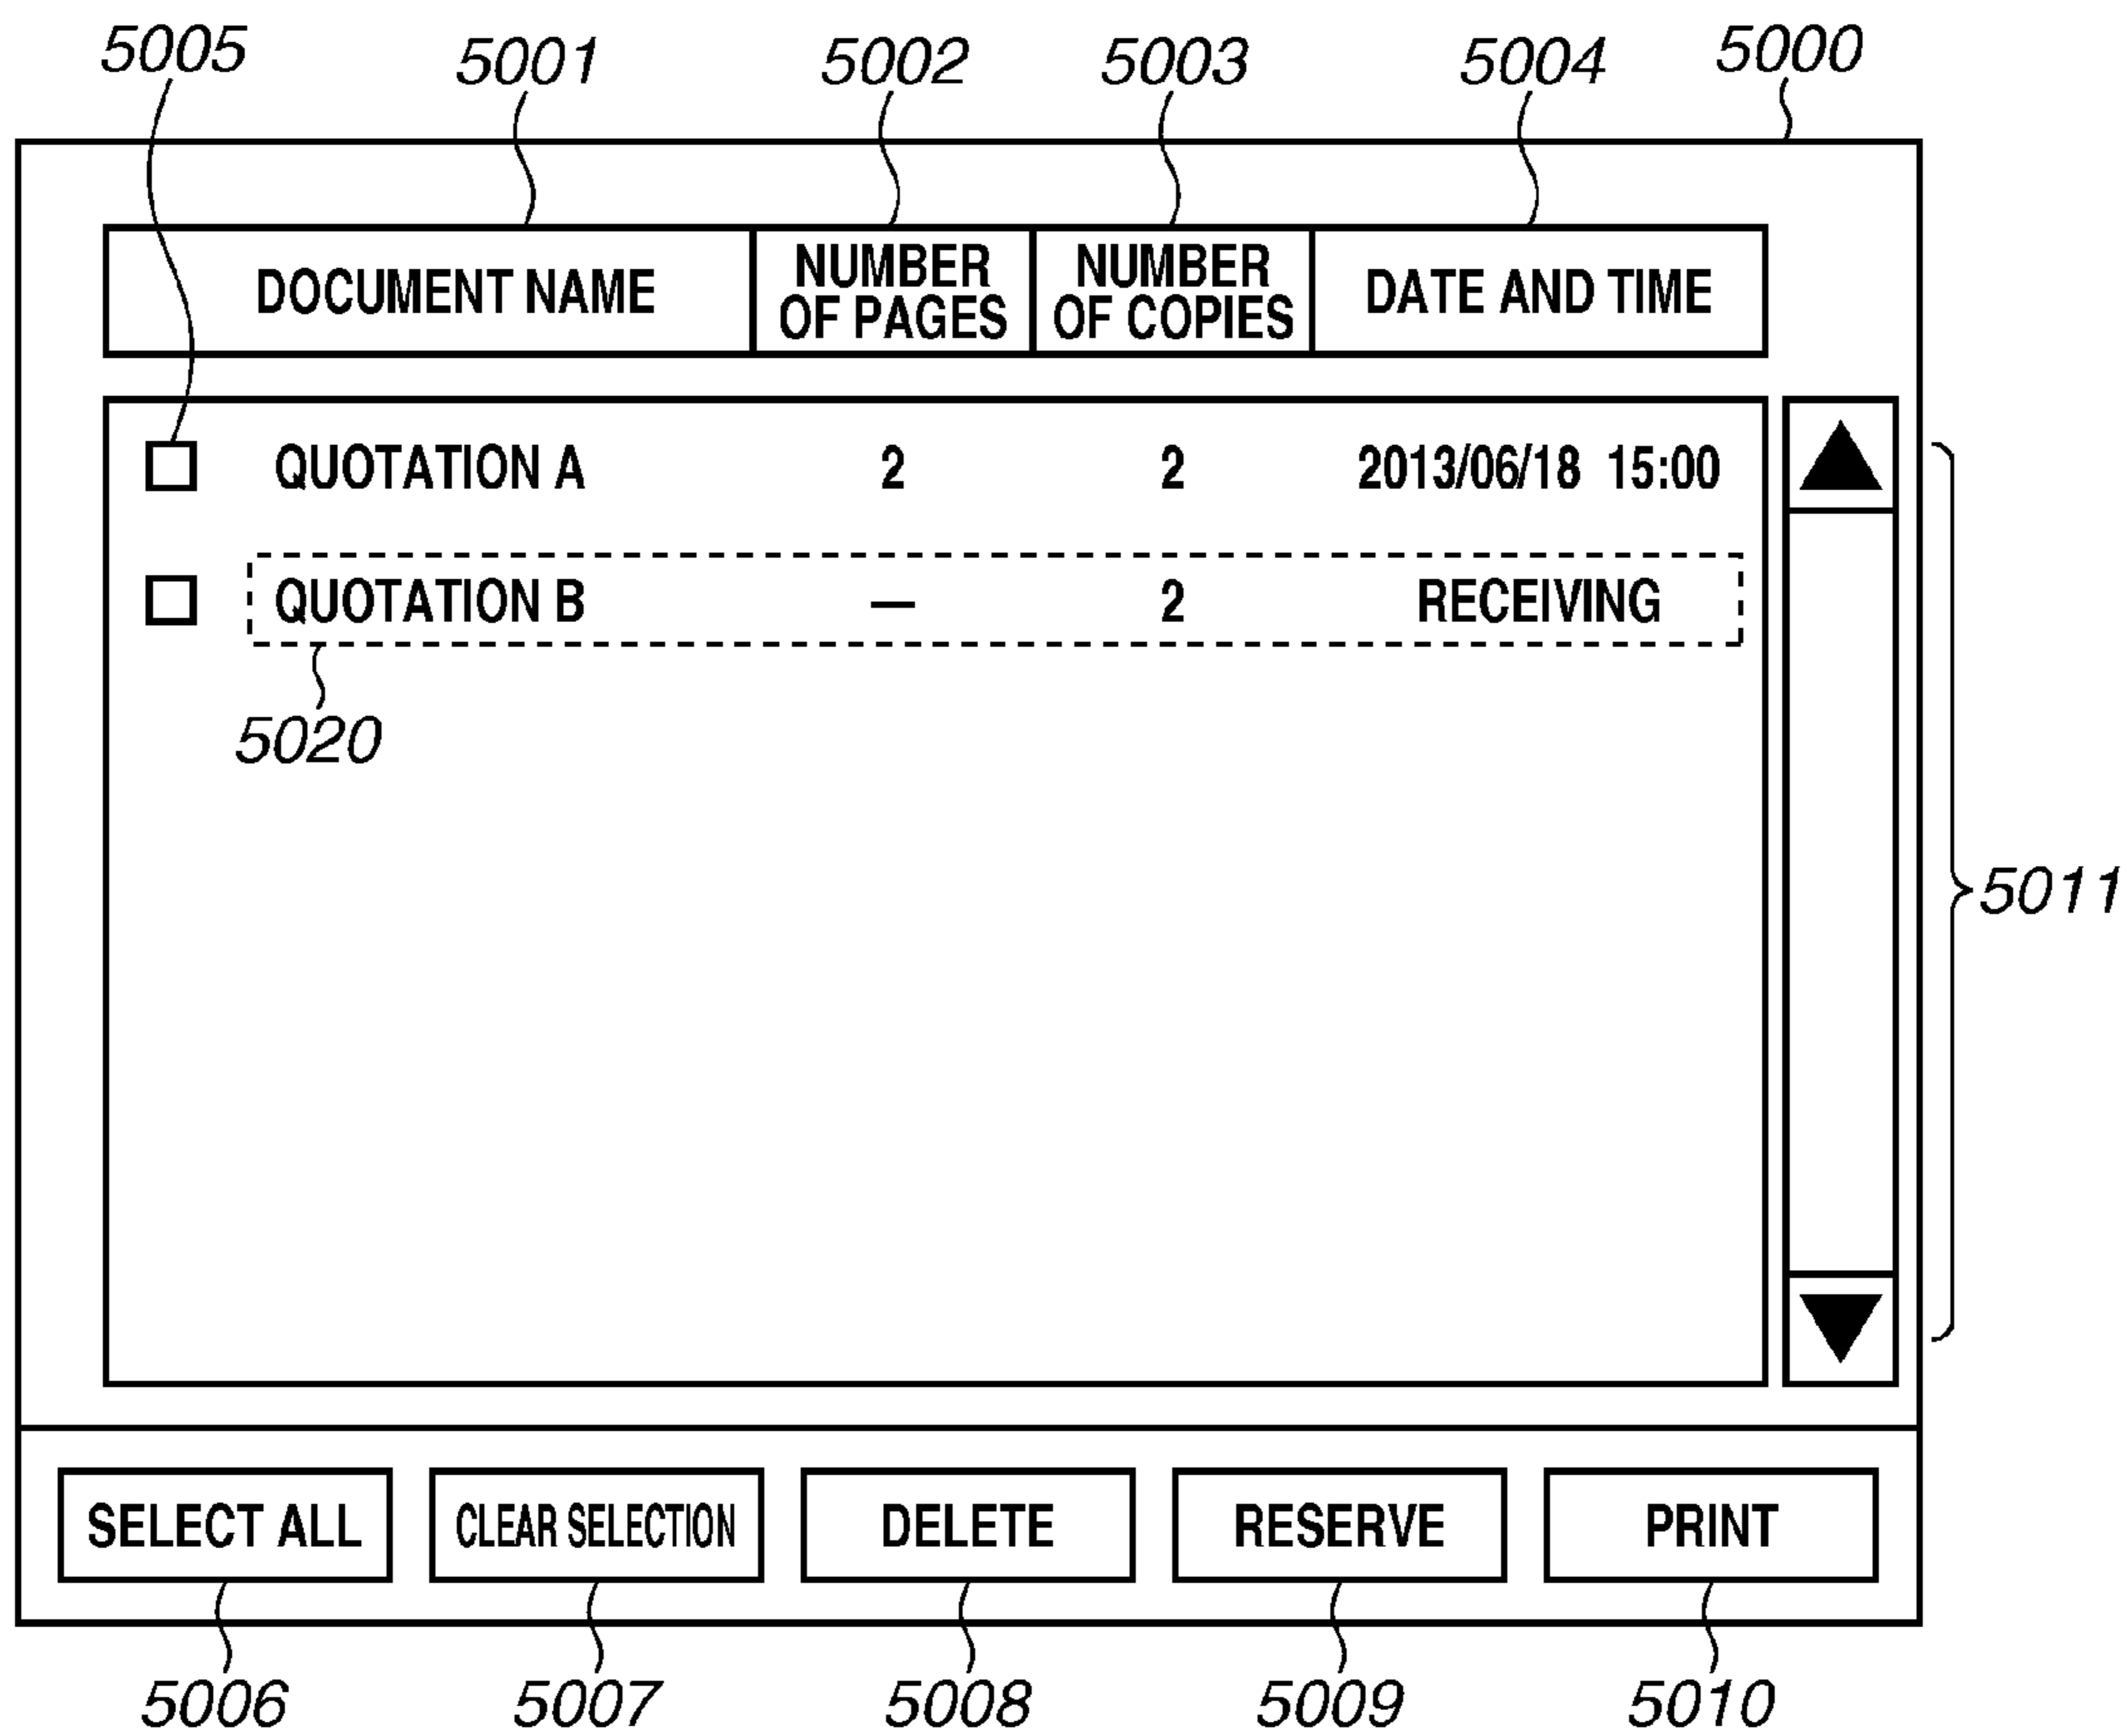 5005 5001 5002 5003 5004 5000
DOCUMENT NAME NUMBER OF PAGES NUMBER OF COPIES DATE AND TIME
QUOTATION A 2 2 2013/06/18 15:00
QUOTATION B — 2 RECEIVING
5020
5011
SELECT ALL CLEAR SELECTION DELETE RESERVE PRINT
5006 5007 5008 5009 5010